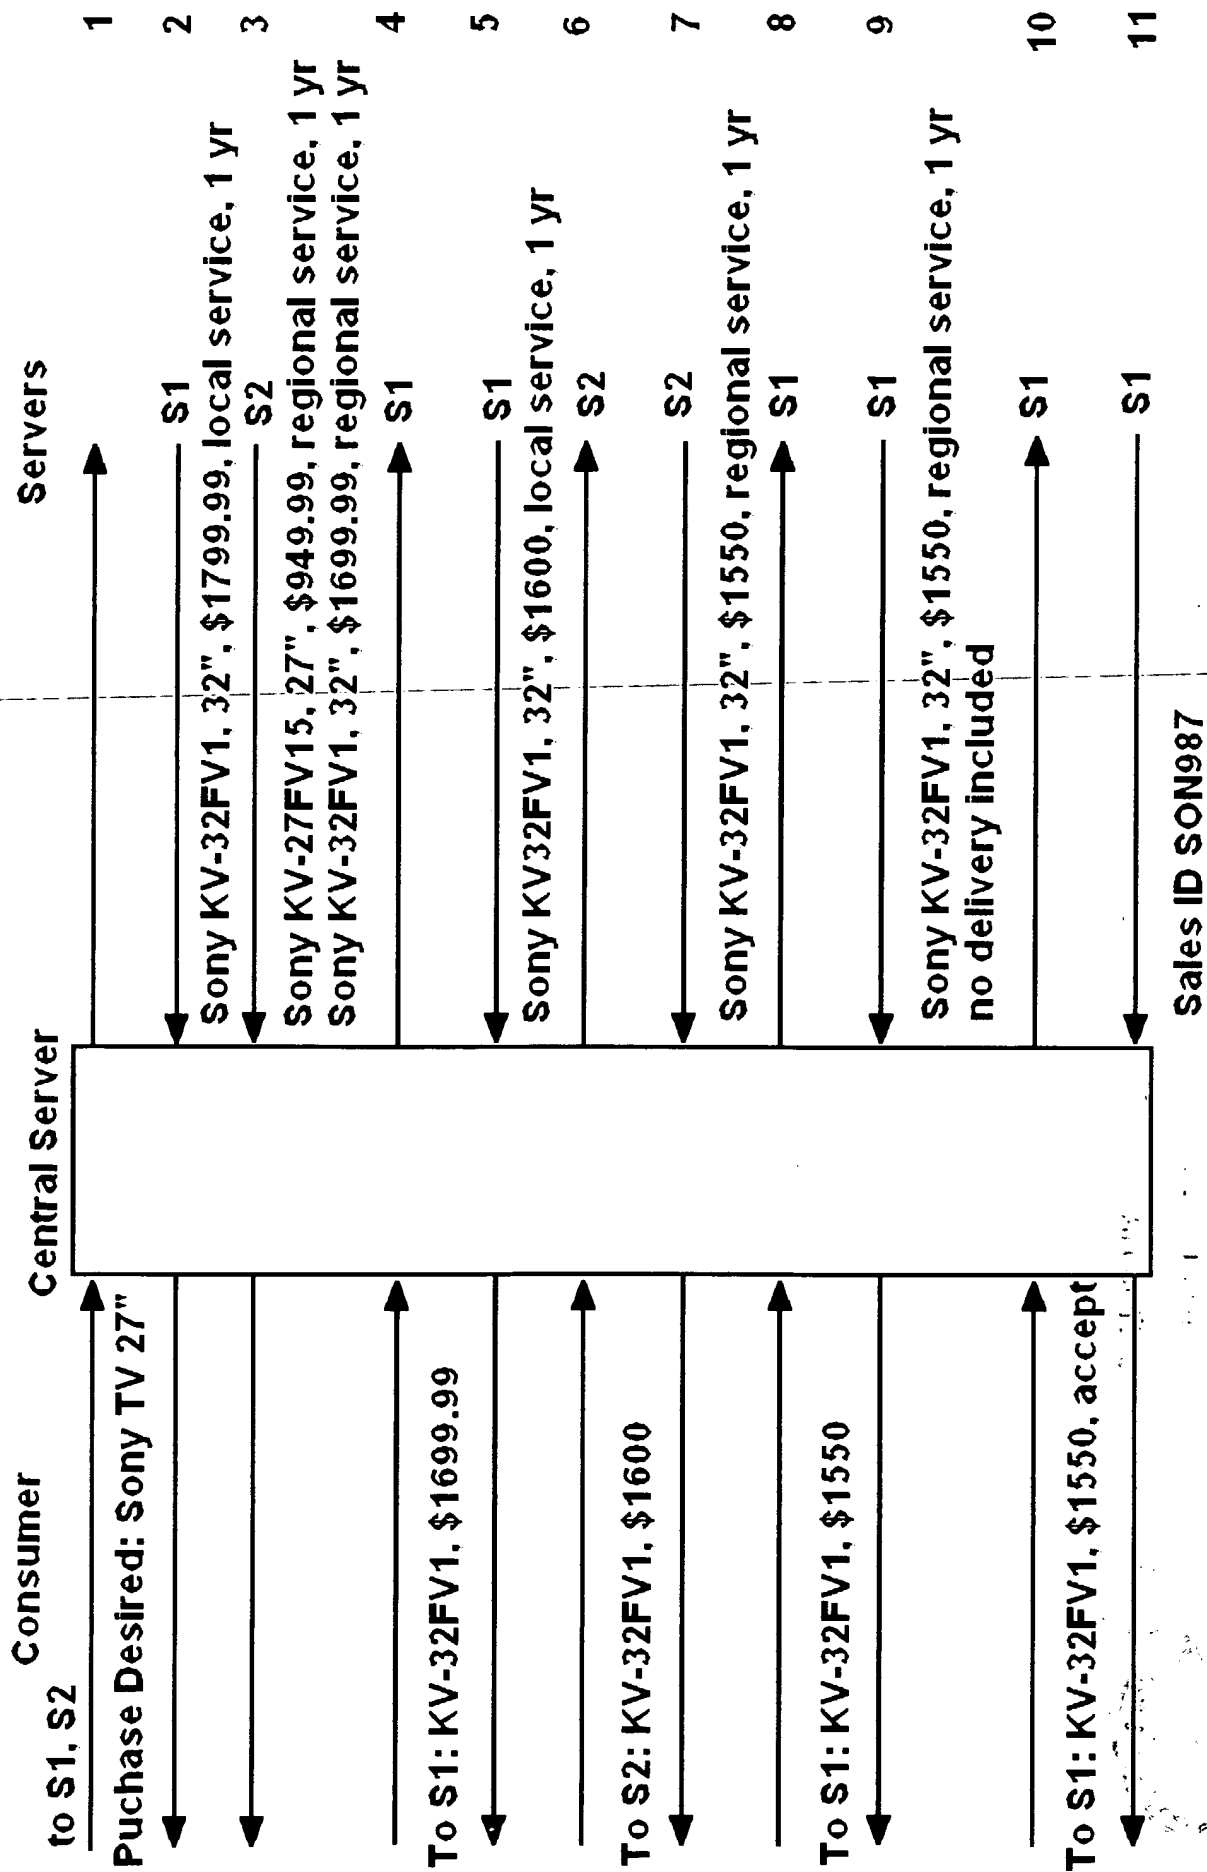 Consumer
Central Server
Servers
to S1, S2
1
Puchase Desired: Sony TV 27"
S1
2
Sony KV-32FV1, 32", $1799.99, local service, 1 yr
S2
3
Sony KV-27FV15, 27", $949.99, regional service, 1 yr
Sony KV-32FV1, 32", $1699.99, regional service, 1 yr
S1
4
To S1: KV-32FV1, $1699.99
S1
5
Sony KV32FV1, 32", $1600, local service, 1 yr
S2
6
To S2: KV-32FV1, $1600
S2
7
Sony KV-32FV1, 32", $1550, regional service, 1 yr
S1
8
To S1: KV-32FV1, $1550
S1
9
Sony KV-32FV1, 32", $1550, regional service, 1 yr
no delivery included
S1
10
To S1: KV-32FV1, $1550, accept
S1
11
Sales ID SON987